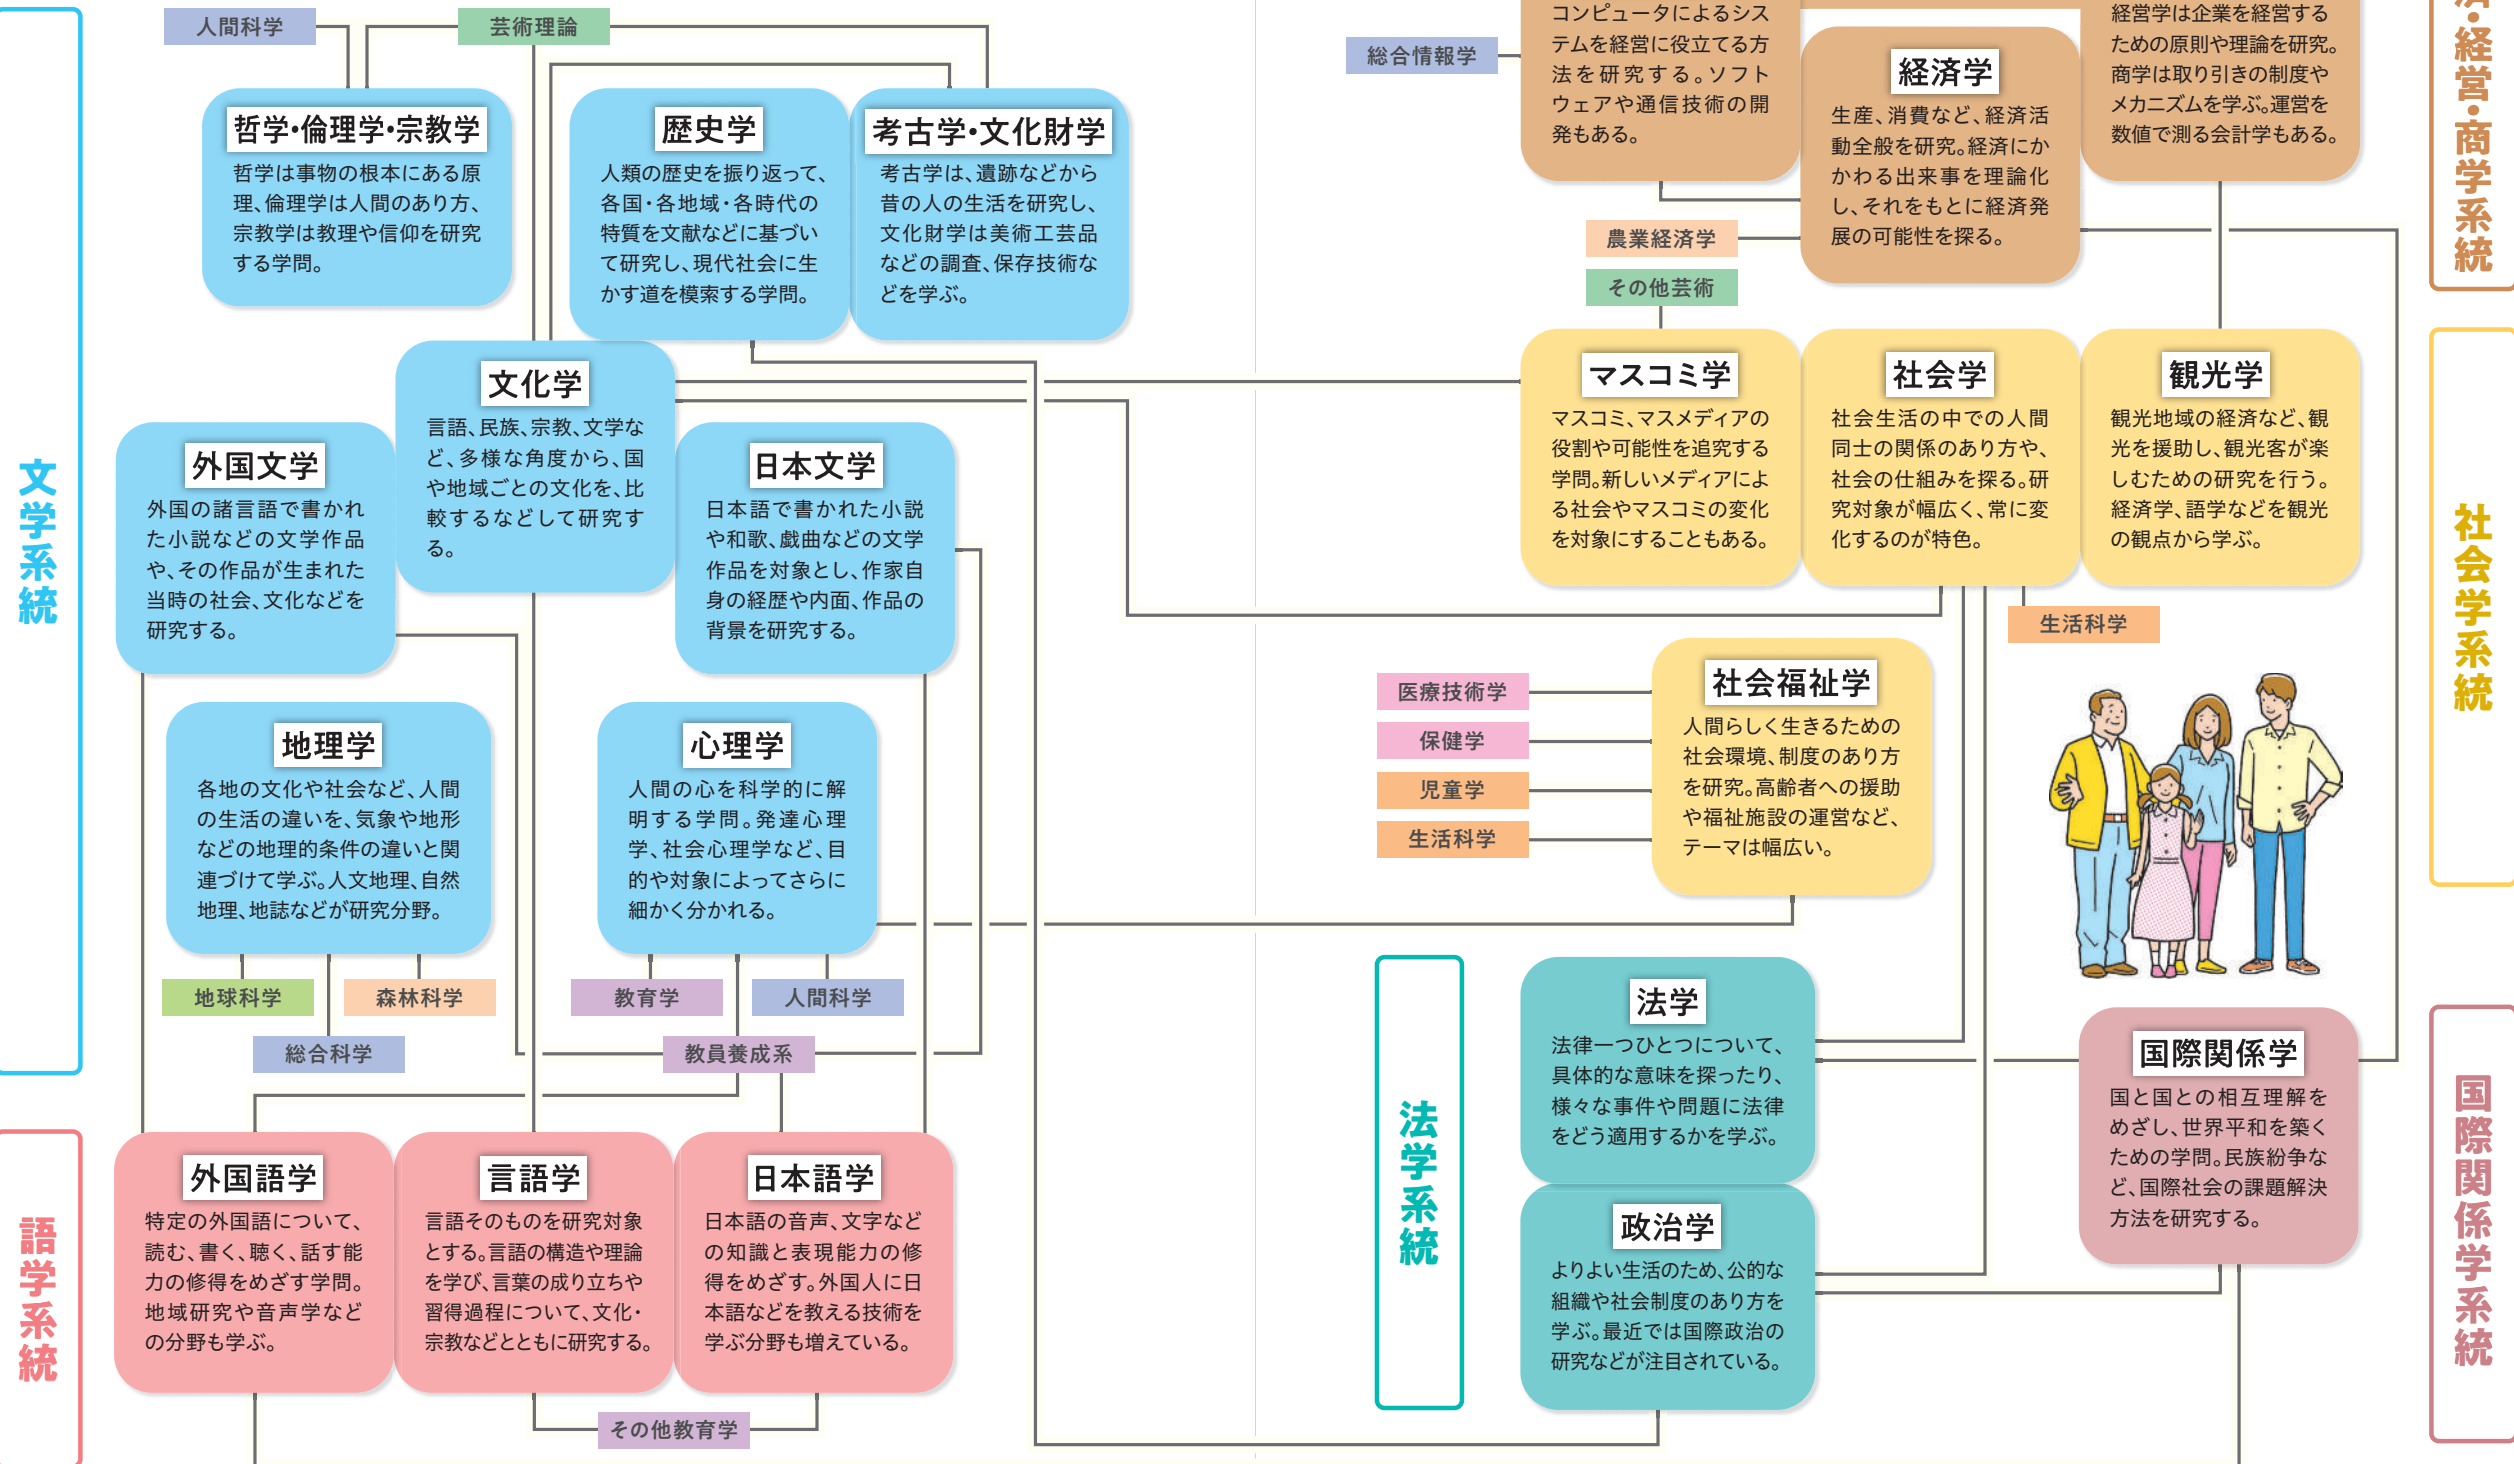 人間科学
芸術理論
哲学・倫理学・宗教学
哲学は事物の根本にある原
理、倫理学は人間のあり方、
宗教学は教理や信仰を研究
する学問。
歴史学
人類の歴史を振り返って、
各国・各地域・各時代の
特質を文献などに基づい
て研究し、現代社会に生
かす道を模索する学問。
考古学・文化財学
考古学は、遺跡などから
昔の人の生活を研究し、
文化財学は美術工芸品
などの調査、保存技術な
どを学ぶ。
文化学
言語、民族、宗教、文学な
ど、多様な角度から、国
や地域ごとの文化を、比
較するなどして研究す
る。
外国文学
外国の諸言語で書かれ
た小説などの文学作品
や、その作品が生まれた
当時の社会、文化などを
研究する。
日本文学
日本語で書かれた小説
や和歌、戯曲などの文学
作品を対象とし、作家自
身の経歴や内面、作品の
背景を研究する。
文学系統
地理学
各地の文化や社会など、人間
の生活の違いを、気象や地形
などの地理的条件の違いと関
連づけて学ぶ。人文地理、自然
地理、地誌などが研究分野。
心理学
人間の心を科学的に解
明する学問。発達心理
学、社会心理学など、目
的や対象によってさらに
細かく分かれる。
地球科学
森林科学
総合科学
教育学
人間科学
教員養成系
語学系統
外国語学
特定の外国語について、
読む、書く、聴く、話す能
力の修得をめざす学問。
地域研究や音声学など
の分野も学ぶ。
言語学
言語そのものを研究対象
とする。言語の構造や理論
を学び、言葉の成り立ちや
習得過程について、文化・
宗教などとともに研究する。
日本語学
日本語の音声、文字など
の知識と表現能力の修
得をめざす。外国人に日
本語などを教える技術を
学ぶ分野も増えている。
その他教育学
総合情報学
コンピュータによるシス
テムを経営に役立てる方
法を研究する。ソフト
ウェアや通信技術の開
発もある。
経済学
生産、消費など、経済活
動全般を研究。経済にか
かわる出来事を理論化
し、それをもとに経済発
展の可能性を探る。
経営学は企業を経営する
ための原則や理論を研究。
商学は取り引きの制度や
メカニズムを学ぶ。運営を
数値で測る会計学もある。
・経営・商学系統
農業経済学
その他芸術
マスコミ学
マスコミ、マスメディアの
役割や可能性を追究する
学問。新しいメディアによ
る社会やマスコミの変化
を対象にすることもある。
社会学
社会生活の中での人間
同士の関係のあり方や、
社会の仕組みを探る。研
究対象が幅広く、常に変
化するのが特色。
観光学
観光地域の経済など、観
光を援助し、観光客が楽
しむための研究を行う。
経済学、語学などを観光
の観点から学ぶ。
社会学系統
生活科学
医療技術学
保健学
児童学
生活科学
社会福祉学
人間らしく生きるための
社会環境、制度のあり方
を研究。高齢者への援助
や福祉施設の運営など、
テーマは幅広い。
法学系統
法学
法律一つひとつについて、
具体的な意味を探ったり、
様々な事件や問題に法律
をどう適用するかを学ぶ。
政治学
よりよい生活のため、公的な
組織や社会制度のあり方を
学ぶ。最近では国際政治の
研究などが注目されている。
国際関係学
国と国との相互理解を
めざし、世界平和を築く
ための学問。民族紛争な
ど、国際社会の課題解決
方法を研究する。
国際関係学系統